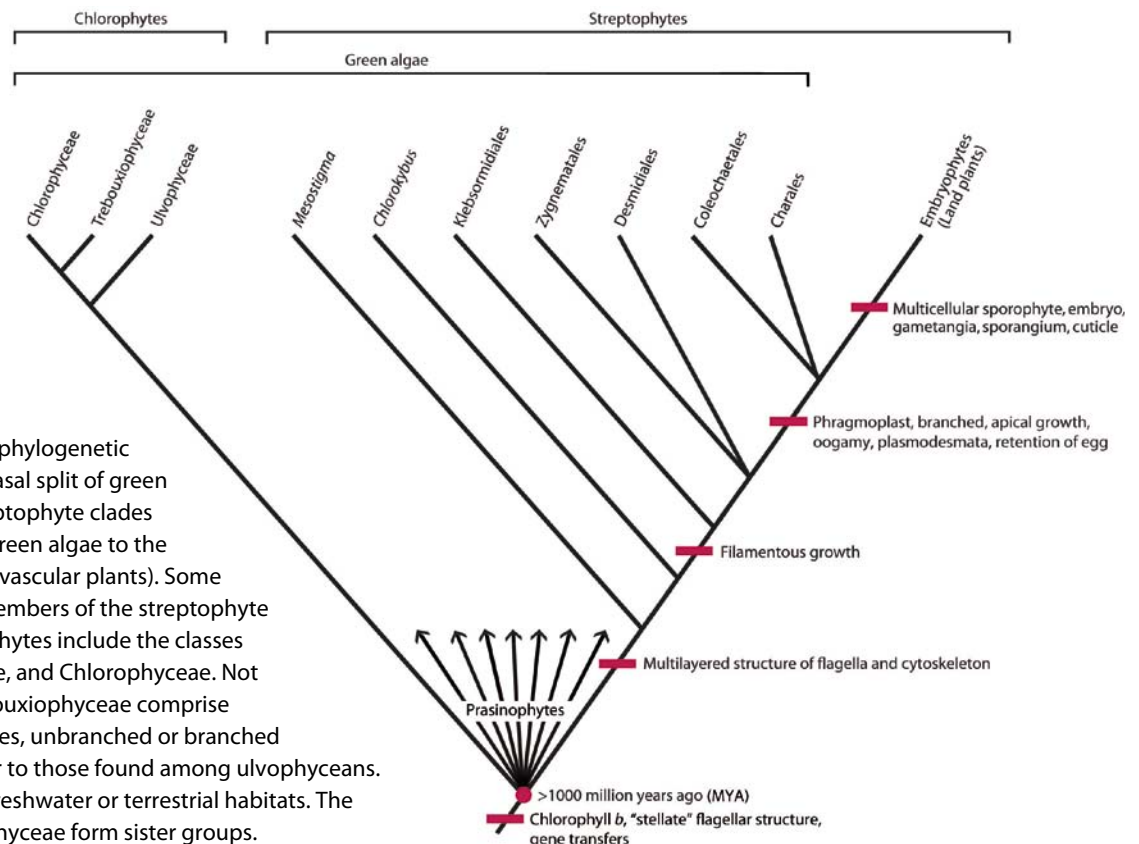 Chlorophytes
Streptophytes
Green algae
Chlorophyceae
Trebouxiophyceae
Ulvophyceae
Mesostigma
Chlorokybus
Klebsormidiales
Zygnematales
Desmidiales
Coleochaetales
Charales
Embryophytes
(Land plants)
Multicellular sporophyte, embryo,
gametangia, sporangium, cuticle
Phragmoplast, branched, apical growth,
oogamy, plasmodesmata, retention of egg
Filamentous growth
Multilayered structure of flagella and cytoskeleton
Prasinophytes
>1000 million years ago (MYA)
Chlorophyll b, "stellate" flagellar structure,
gene transfers
phylogenetic
asal split of green
ptophyte clades
reen algae to the
vascular plants). Some
embers of the streptophyte
phytes include the classes
e, and Chlorophyceae. Not
ouxiophyceae comprise
es, unbranched or branched
r to those found among ulvophyceans.
reshwater or terrestrial habitats. The
hyceae form sister groups.